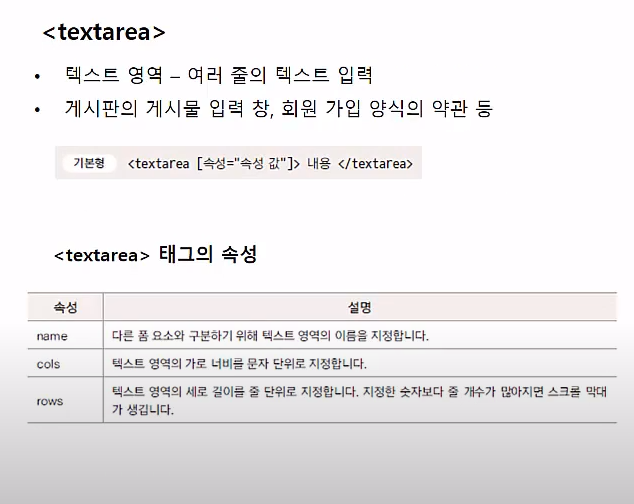 <textarea>
• 텍스트 영역 – 여러 줄의 텍스트 입력
• 게시판의 게시물 입력 창, 회원 가입 양식의 약관 등
기본형 <textarea [속성="속성 값"]> 내용 </textarea>
<textarea> 태그의 속성
속성 설명
name 다른 폼 요소와 구분하기 위해 텍스트 영역의 이름을 지정합니다.
cols 텍스트 영역의 가로 너비를 문자 단위로 지정합니다.
rows 텍스트 영역의 세로 길이를 줄 단위로 지정합니다. 지정한 숫자보다 줄 개수가 많아지면 스크롤 막대
가 생깁니다.